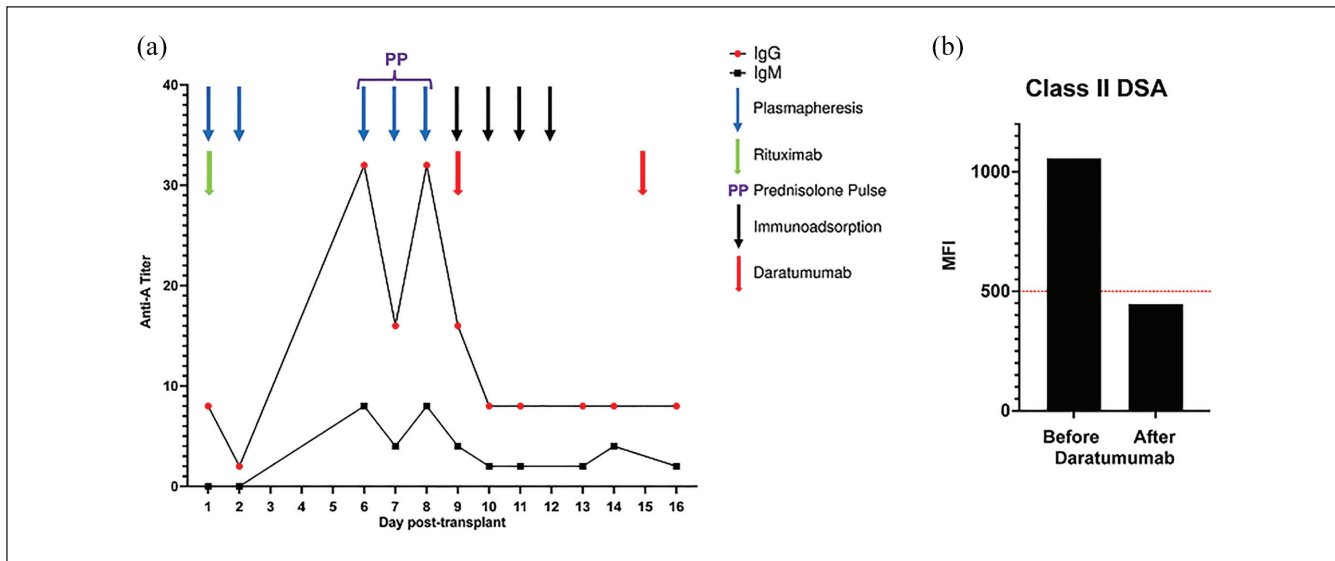 (a)
PP
40
30
20
10
0
Anti-A Titer
1 2 3 4 5 6 7 8 9 10 11 12 13 14 15 16
Day post-transplant
IgG
IgM
Plasmapheresis
Rituximab
PP Prednisolone Pulse
Immunoadsorption
Daratumumab
(b)
Class II DSA
1000
500
0
MFI
Before After
Daratumumab